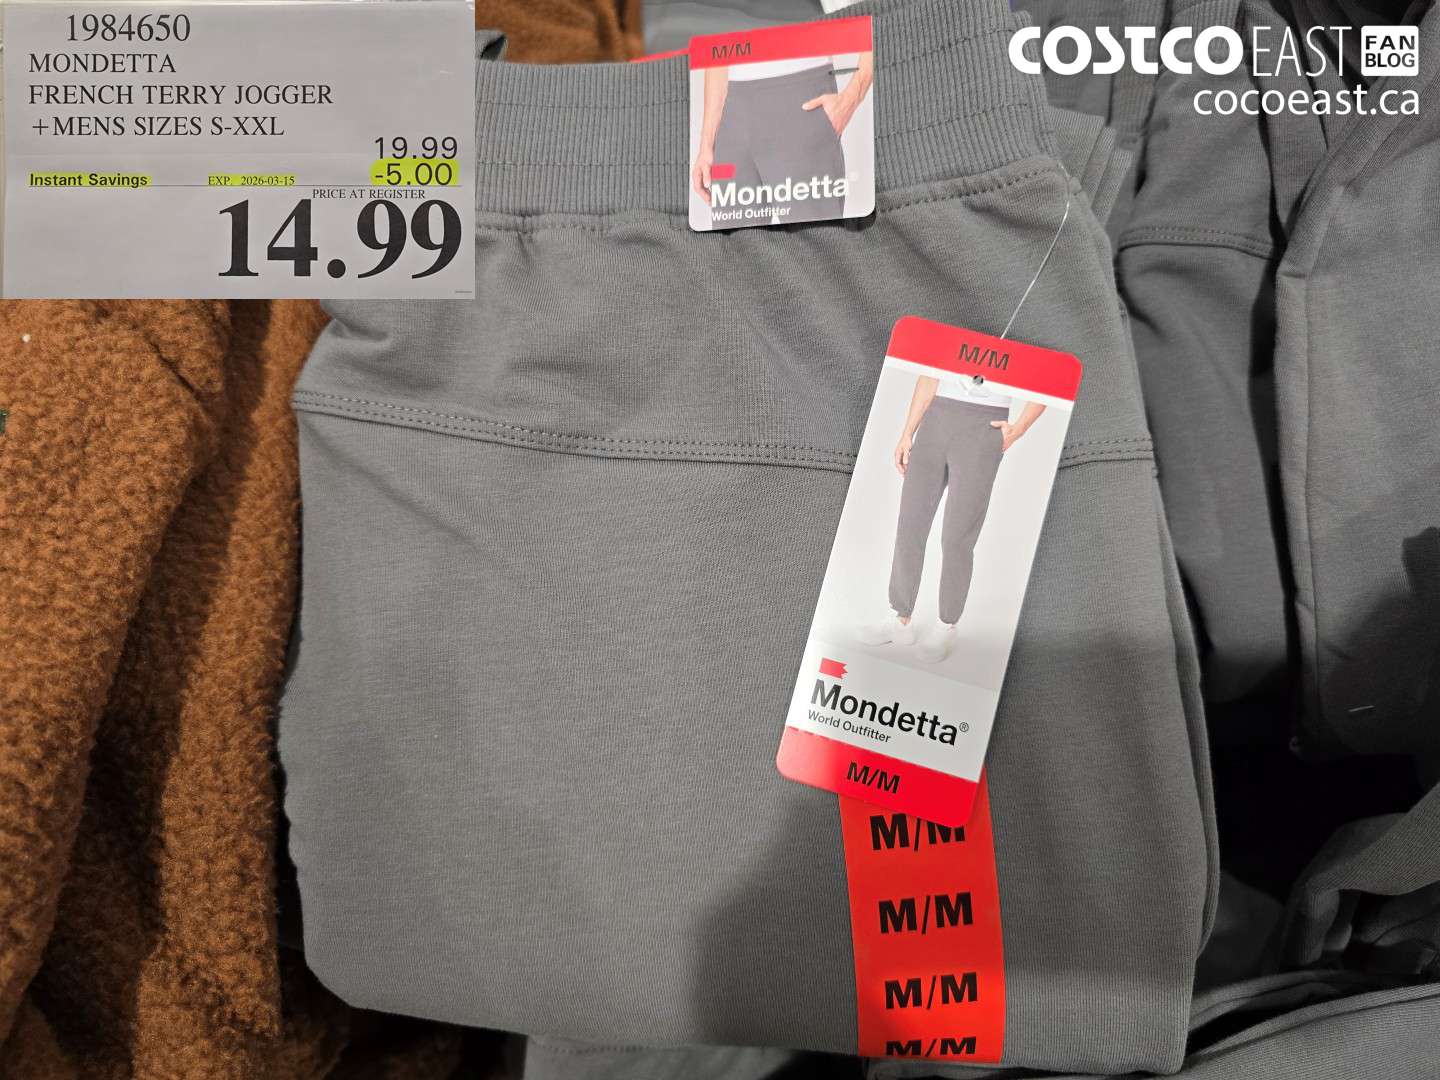 1984650
MONDETTA
FRENCH TERRY JOGGER
+MENS SIZES S-XXL
19.99
Instant Savings EXP. 2026-03-15 -5.00
PRICE AT REGISTER
14.99
COSTCO EAST FAN BLOG
cocoeast.ca
M/M
Mondetta®
World Outfitter
M/M
Mondetta®
World Outfitter
M/M
M/M
M/M
M/M
M/M